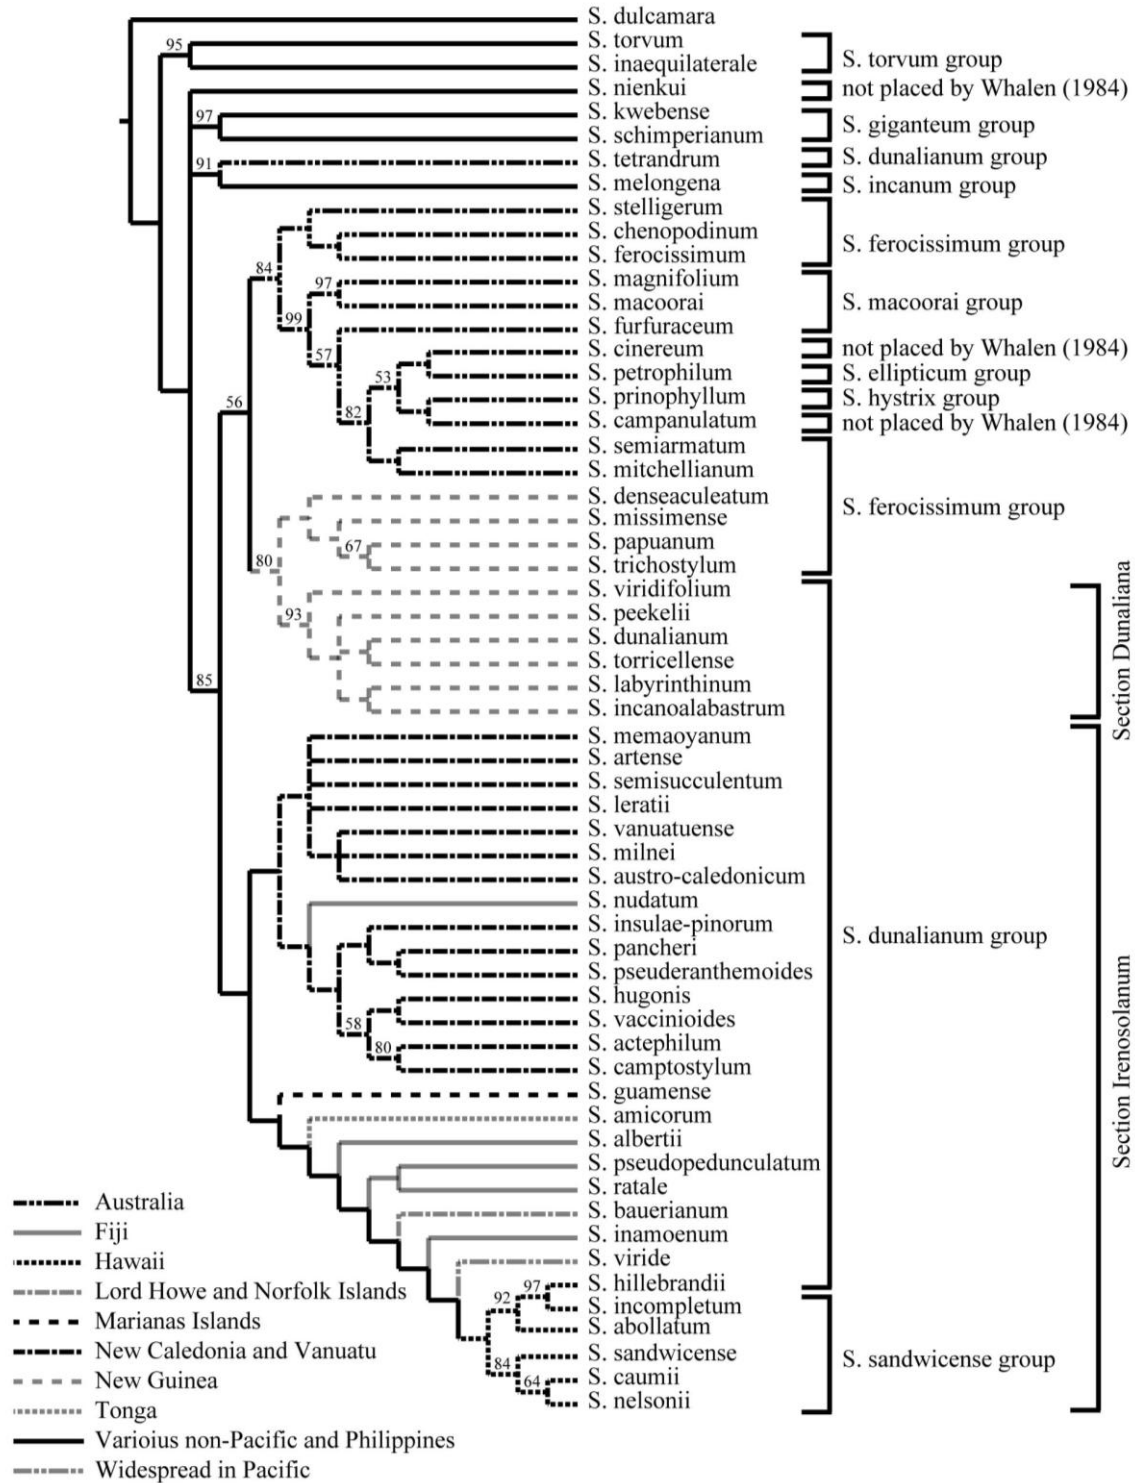 S. dulcamara
95
S. torvum
S. inaequilaterale
S. torvum group
S. nienkui
not placed by Whalen (1984)
97
S. kwebense
S. schimperianum
S. giganteum group
91
S. tetrandrum
S. dunalianum group
S. melongena
S. incanum group
S. stelligerum
S. chenopodinum
S. ferocissimum
S. ferocissimum group
84
97
S. magnifolium
S. macoorai
S. macoorai group
99
S. furfuraceum
57
S. cinereum
not placed by Whalen (1984)
53
S. petrophilum
S. ellipticum group
S. prinophyllum
S. hystrix group
82
S. campanulatum
not placed by Whalen (1984)
56
S. semiarmatum
S. mitchellianum
S. denseaculeatum
S. ferocissimum group
S. missimense
67
S. papuanum
S. trichostylum
80
S. viridifolium
93
S. peekelii
S. dunalianum
S. torricellense
S. labyrinthinum
S. incanoalabastrum
Section Dunaliana
85
S. memaoyanum
S. artense
S. semisucculentum
S. leratii
S. vanuatuense
S. milnei
S. austro-caledonicum
S. nudatum
S. insulae-pinorum
S. dunalianum group
S. pancheri
S. pseuderanthemoides
S. hugonis
S. vaccinioides
58
S. actephilum
80
S. camptostylum
Section Irenosolanum
S. guamense
S. amicorum
S. albertii
S. pseudopedunculatum
S. ratale
S. bauerianum
S. inamoenum
S. viride
97
S. hillebrandii
92
S. incompletum
S. abollatum
S. sandwicense
S. sandwicense group
84
S. caumii
64
S. nelsonii
Australia
Fiji
Hawaii
Lord Howe and Norfolk Islands
Marianas Islands
New Caledonia and Vanuatu
New Guinea
Tonga
Varioius non-Pacific and Philippines
Widespread in Pacific